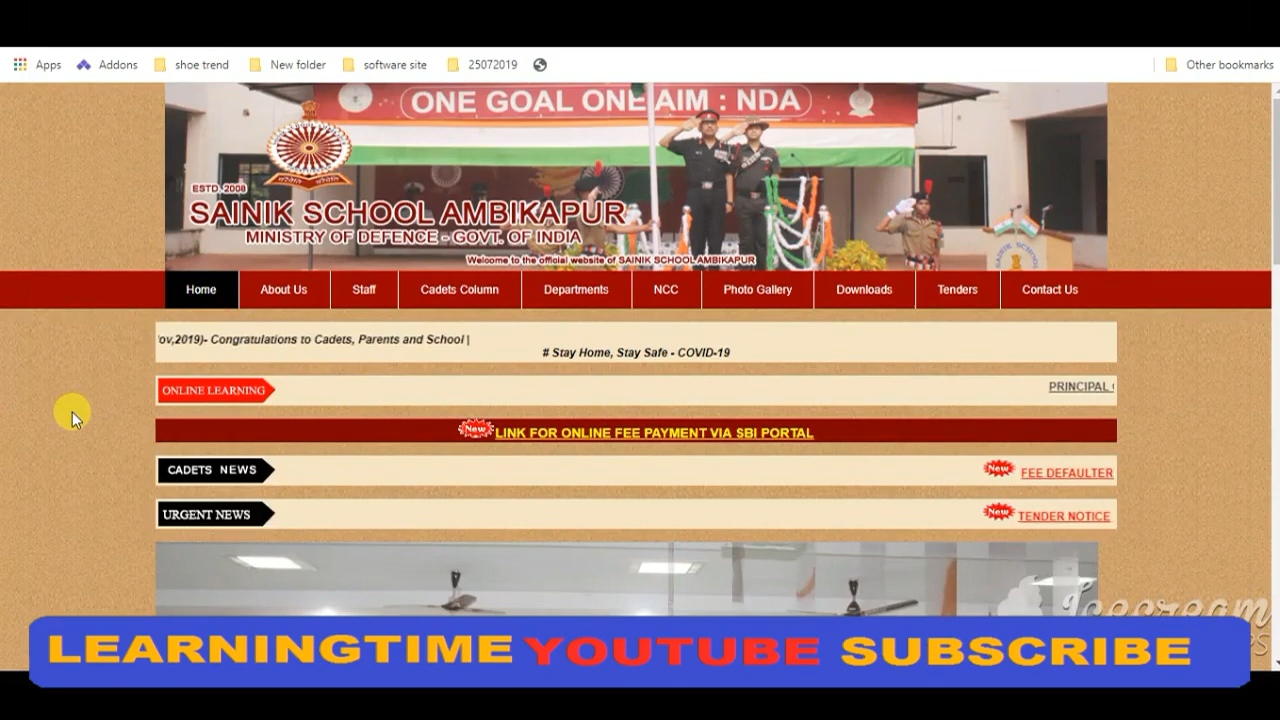 Apps Addons shoe trend New folder software site 25072019 Other bookmarks
ONE GOAL ONE AIM : NDA
ESTD. 2008
SAINIK SCHOOL AMBIKAPUR
MINISTRY OF DEFENCE - GOVT. OF INDIA
Welcome to the official website of SAINIK SCHOOL AMBIKAPUR
Home About Us Staff Cadets Column Departments NCC Photo Gallery Downloads Tenders Contact Us
ov,2019)- Congratulations to Cadets, Parents and School |
# Stay Home, Stay Safe - COVID-19
ONLINE LEARNING PRINCIPAL
New LINK FOR ONLINE FEE PAYMENT VIA SBI PORTAL
CADETS NEWS New FEE DEFAULTER
URGENT NEWS New TENDER NOTICE
Icecream
LEARNINGTIME YOUTUBE SUBSCRIBE